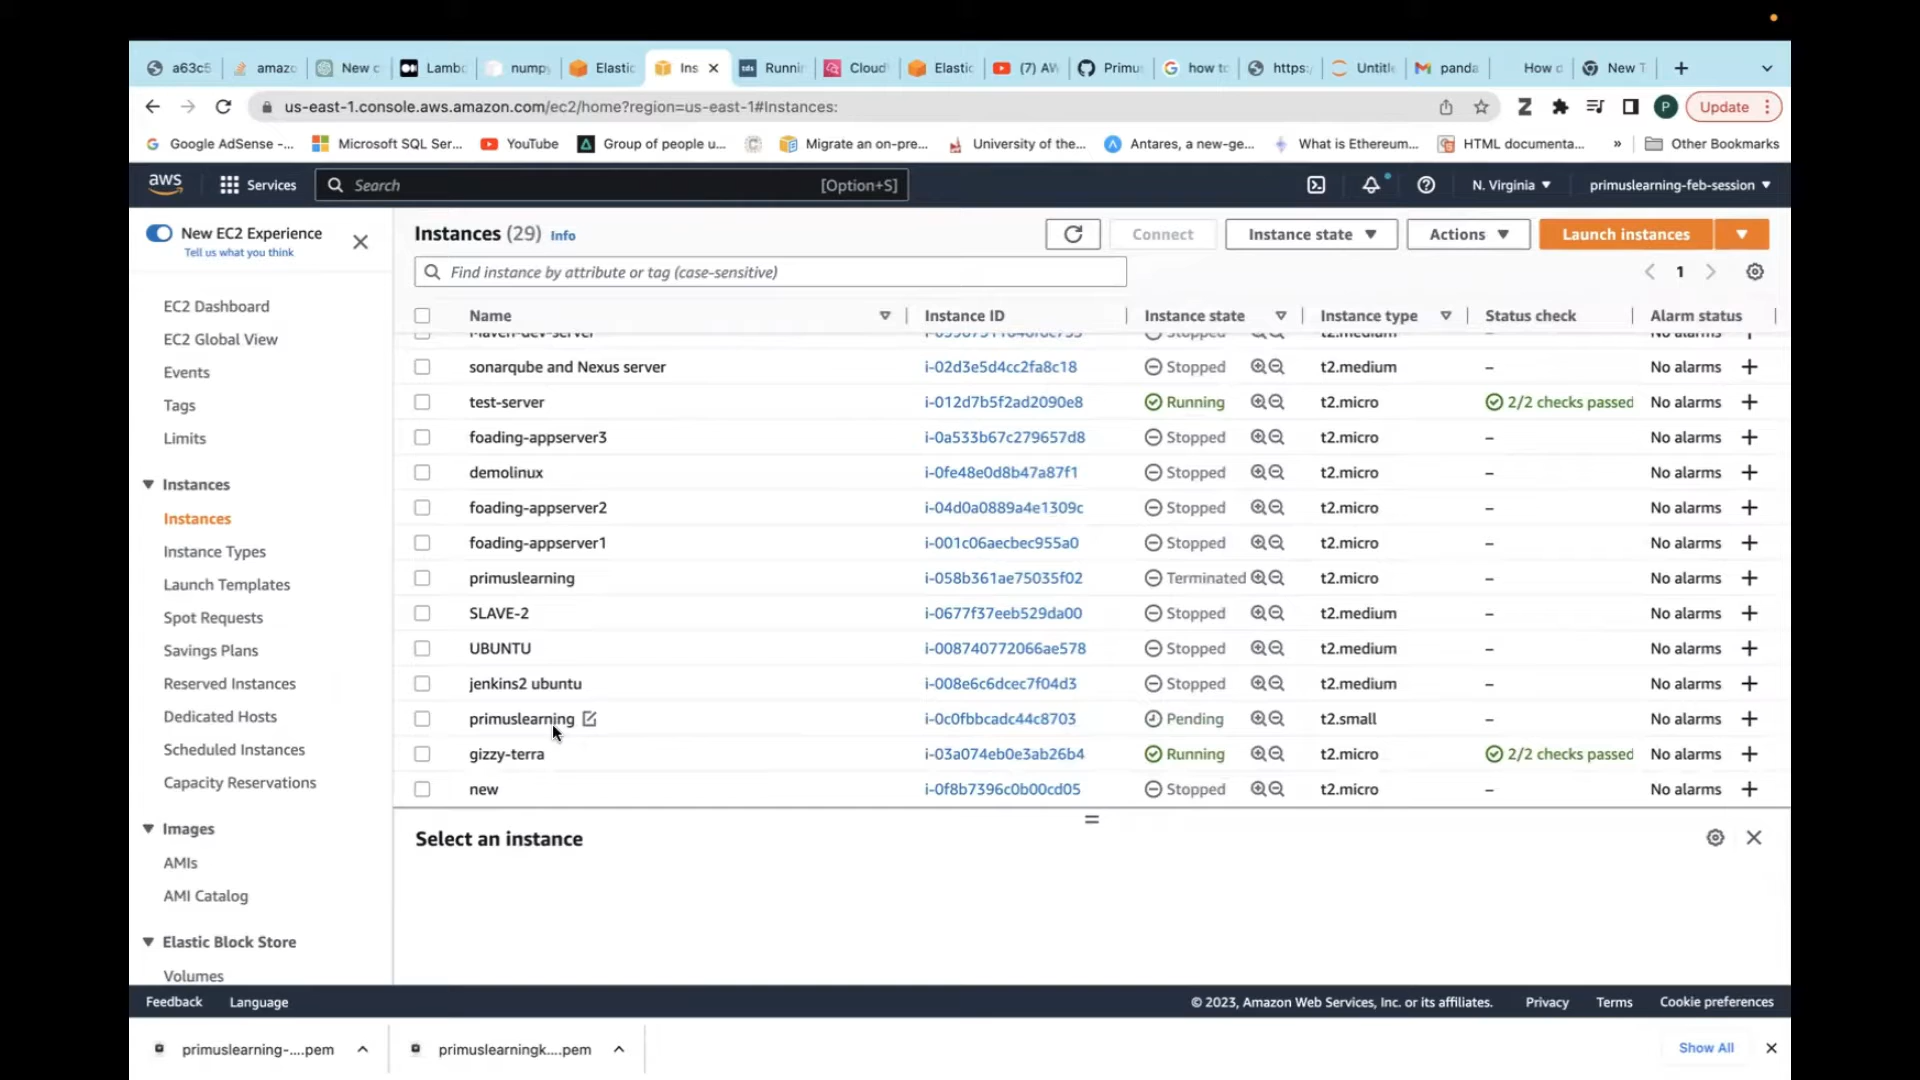 a63c5 amazo New c Lambo numpy Elastic Ins Runnin Cloud Elastic (7) AW Primu how to https: Untitle panda How c New T
us-east-1.console.aws.amazon.com/ec2/home?region=us-east-1#Instances: Z P Update
Google AdSense -... Microsoft SQL Ser... YouTube Group of people u... Migrate an on-pre... University of the... Antares, a new-ge... What is Ethereum... HTML documenta... » Other Bookmarks
aws Services Search [Option+S] N. Virginia primuslearning-feb-session
New EC2 Experience
Tell us what you think
EC2 Dashboard
EC2 Global View
Events
Tags
Limits
Instances
Instances
Instance Types
Launch Templates
Spot Requests
Savings Plans
Reserved Instances
Dedicated Hosts
Scheduled Instances
Capacity Reservations
Images
AMIs
AMI Catalog
Elastic Block Store
Volumes
Instances (29) Info Connect Instance state Actions Launch instances
Find instance by attribute or tag (case-sensitive) 1
Name Instance ID Instance state Instance type Status check Alarm status
Maven-dev-server Stopped t2.medium – No alarms +
sonarqube and Nexus server i-02d3e5d4cc2fa8c18 Stopped t2.medium – No alarms +
test-server i-012d7b5f2ad2090e8 Running t2.micro 2/2 checks passed No alarms +
foading-appserver3 i-0a533b67c279657d8 Stopped t2.micro – No alarms +
demolinux i-0fe48e0d8b47a87f1 Stopped t2.micro – No alarms +
foading-appserver2 i-04d0a0889a4e1309c Stopped t2.micro – No alarms +
foading-appserver1 i-001c06aecbec955a0 Stopped t2.micro – No alarms +
primuslearning i-058b361ae75035f02 Terminated t2.micro – No alarms +
SLAVE-2 i-0677f37eeb529da00 Stopped t2.medium – No alarms +
UBUNTU i-008740772066ae578 Stopped t2.medium – No alarms +
jenkins2 ubuntu i-008e6c6dcec7f04d3 Stopped t2.medium – No alarms +
primuslearning i-0c0fbbcadc44c8703 Pending t2.small – No alarms +
gizzy-terra i-03a074eb0e3ab26b4 Running t2.micro 2/2 checks passed No alarms +
new i-0f8b7396c0b00cd05 Stopped t2.micro – No alarms +
Select an instance
Feedback Language © 2023, Amazon Web Services, Inc. or its affiliates. Privacy Terms Cookie preferences
primuslearning-....pem primuslearningk....pem Show All